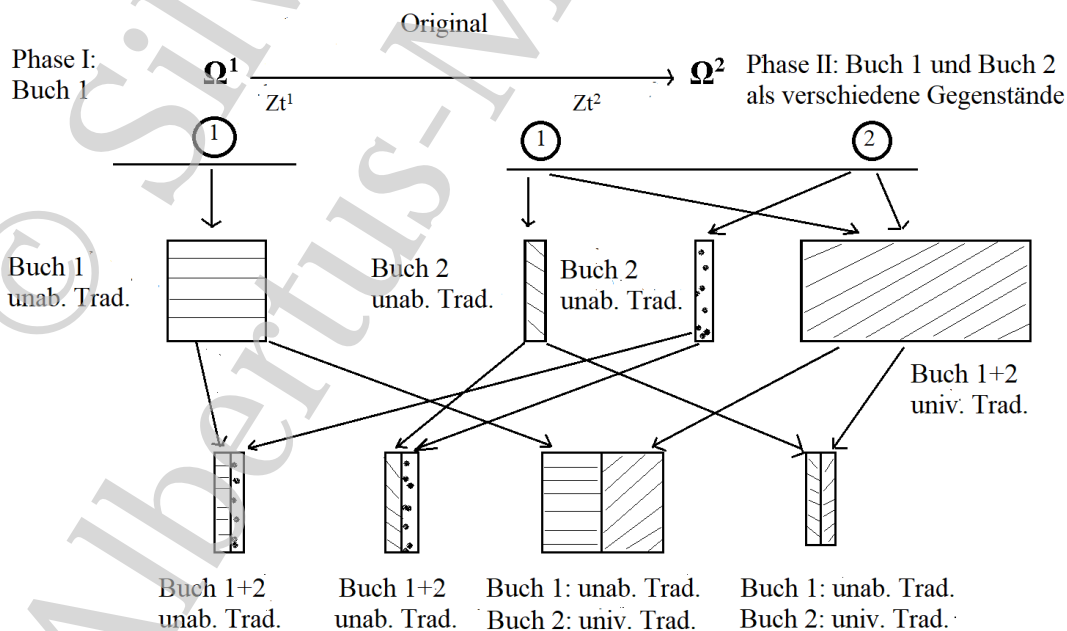 Original
Phase I:
Buch 1
Ω¹
Ω²
Phase II: Buch 1 und Buch 2
als verschiedene Gegenstände
Zt¹
Zt²
1
1
2
Buch 1
unab. Trad.
Buch 2
unab. Trad.
Buch 2
unab. Trad.
Buch 1+2
univ. Trad.
Buch 1+2
unab. Trad.
Buch 1+2
unab. Trad.
Buch 1: unab. Trad.
Buch 2: univ. Trad.
Buch 1: unab. Trad.
Buch 2: univ. Trad.
© Sil
Albertus-M